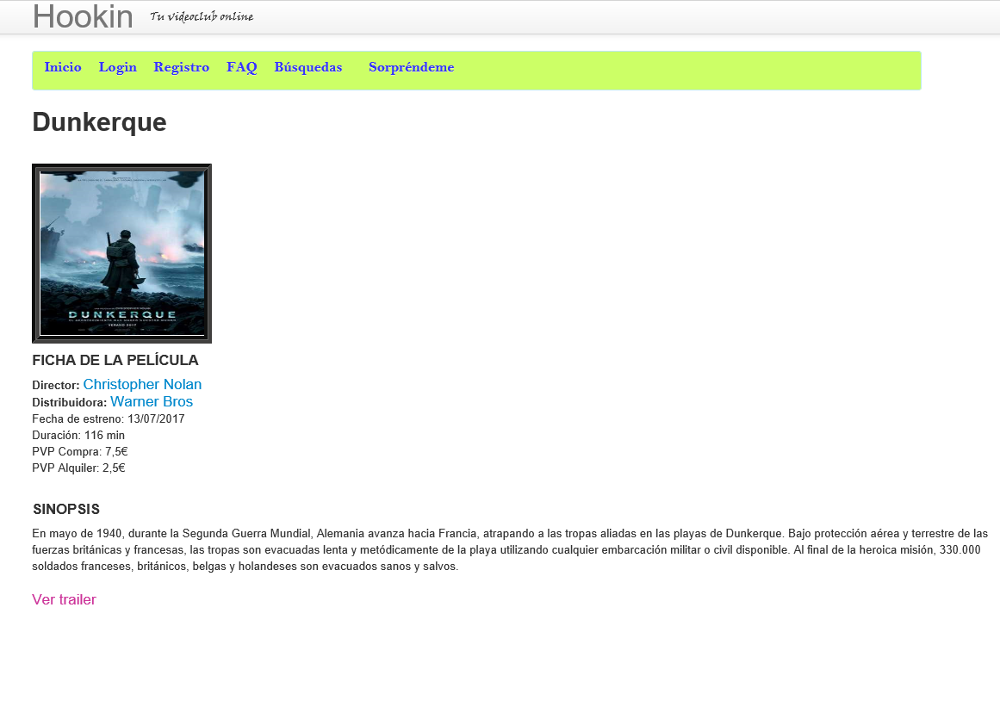 Hookin Tu videoclub online
Inicio Login Registro FAQ Búsquedas Sorpréndeme
Dunkerque
DUNKERQUE
VERANO 2017
FICHA DE LA PELÍCULA
Director: Christopher Nolan
Distribuidora: Warner Bros
Fecha de estreno: 13/07/2017
Duración: 116 min
PVP Compra: 7,5€
PVP Alquiler: 2,5€
SINOPSIS
En mayo de 1940, durante la Segunda Guerra Mundial, Alemania avanza hacia Francia, atrapando a las tropas aliadas en las playas de Dunkerque. Bajo protección aérea y terrestre de las
fuerzas británicas y francesas, las tropas son evacuadas lenta y metódicamente de la playa utilizando cualquier embarcación militar o civil disponible. Al final de la heroica misión, 330.000
soldados franceses, británicos, belgas y holandeses son evacuados sanos y salvos.
Ver trailer